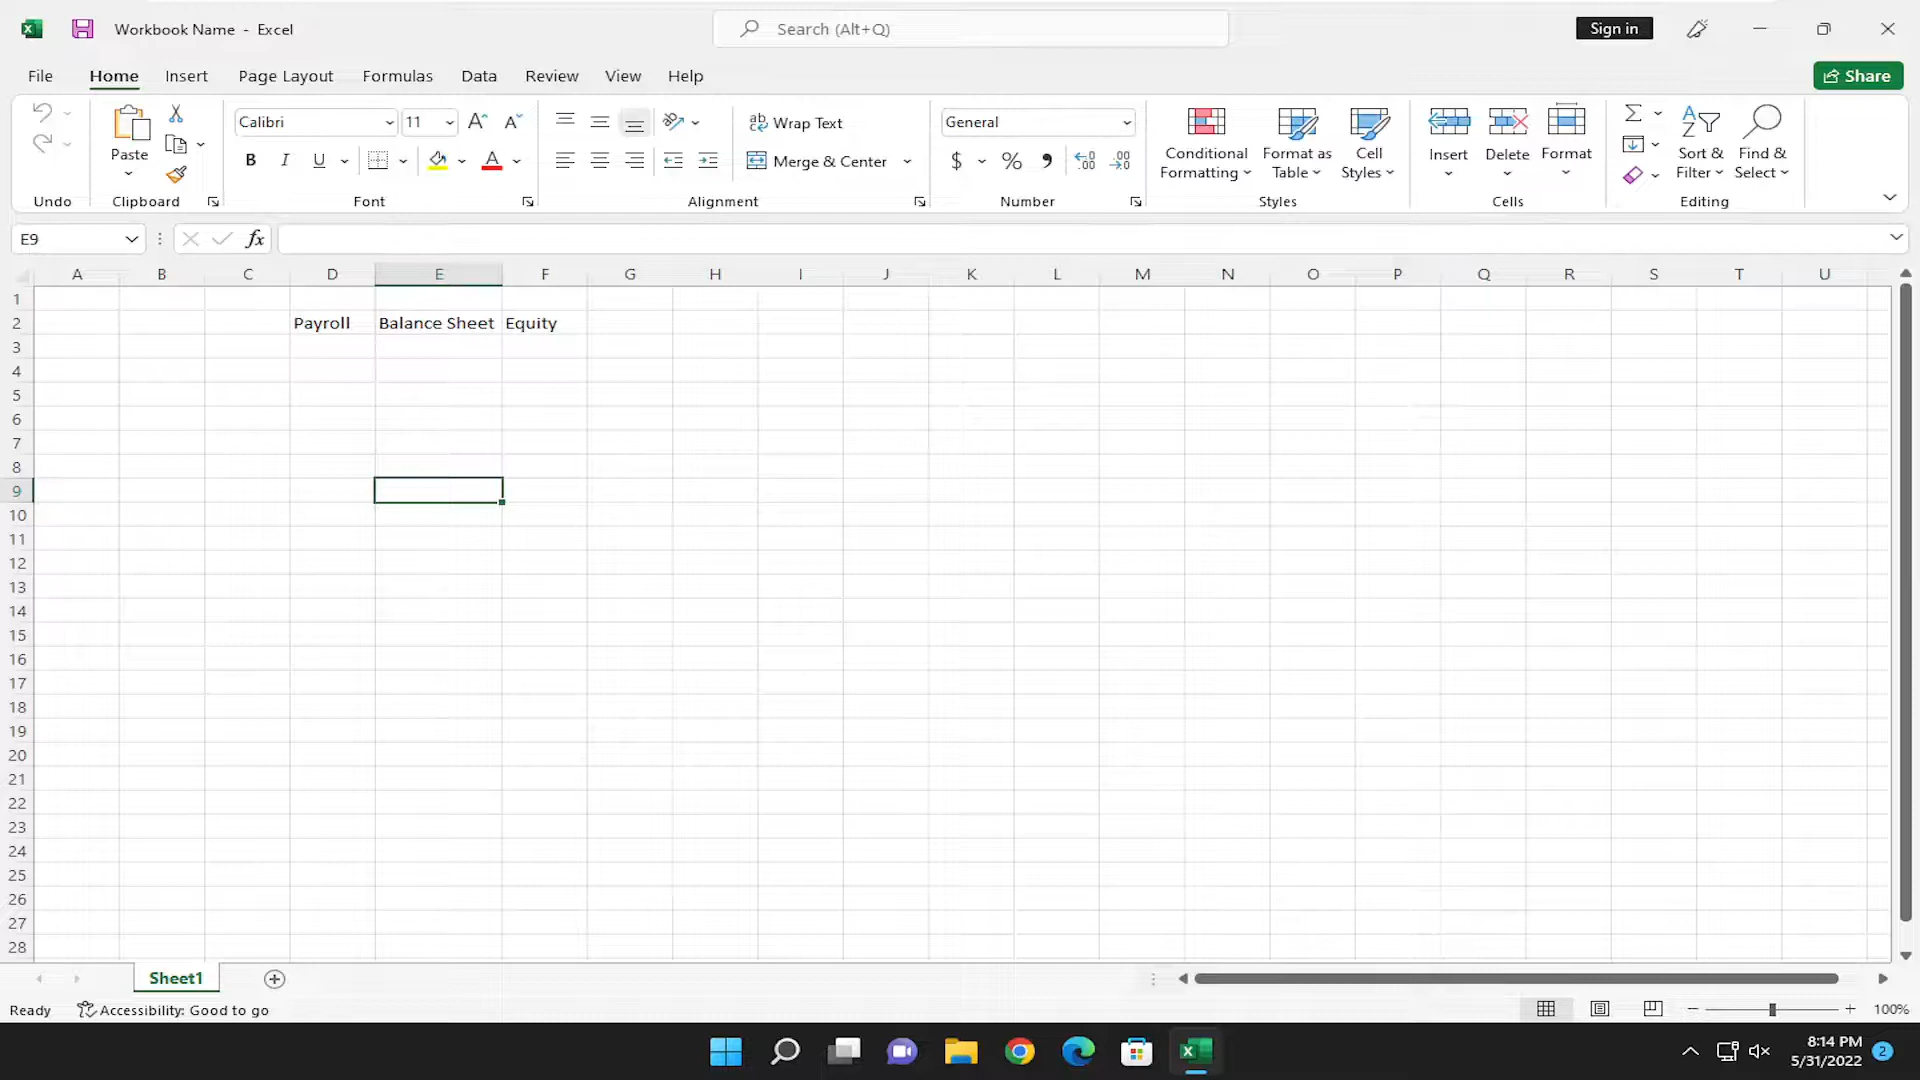 Workbook Name - Excel
Search (Alt+Q)
Sign in
File Home Insert Page Layout Formulas Data Review View Help
Share
Calibri 11
Wrap Text
General
Paste
B I U
Merge & Center
$ % 9
Conditional Formatting
Format as Table
Cell Styles
Insert Delete Format
Sort & Filter
Find & Select
Undo Clipboard Font Alignment Number Styles Cells Editing
E9 fx
A B C D E F G H I J K L M N O P Q R S T U
1
2 Payroll Balance Sheet Equity
3
4
5
6
7
8
9
10
11
12
13
14
15
16
17
18
19
20
21
22
23
24
25
26
27
28
Sheet1
Ready Accessibility: Good to go 100%
8:14 PM
5/31/2022 2